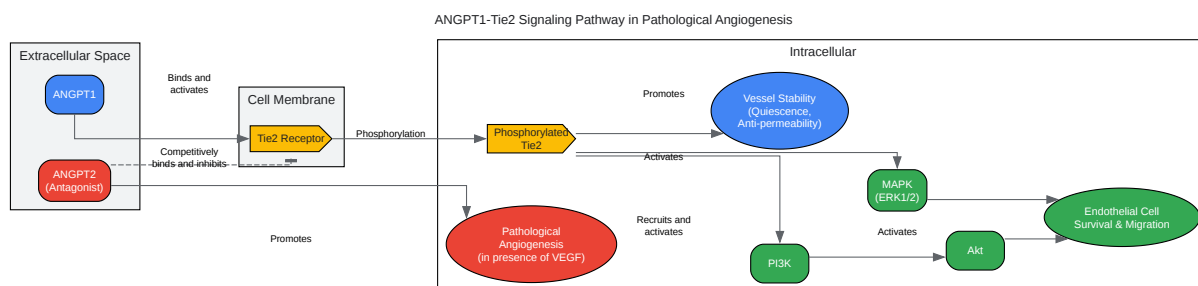 ANGPT1-Tie2 Signaling Pathway in Pathological Angiogenesis
Extracellular Space
ANGPT1
ANGPT2
(Antagonist)
Binds and
activates
Competitively
binds and inhibits
Promotes
Cell Membrane
Tie2 Receptor
Phosphorylation
Intracellular
Phosphorylated
Tie2
Promotes
Vessel Stability
(Quiescence,
Anti-permeability)
Activates
MAPK
(ERK1/2)
Pathological
Angiogenesis
(in presence of VEGF)
Recruits and
activates
PI3K
Activates
Akt
Endothelial Cell
Survival & Migration